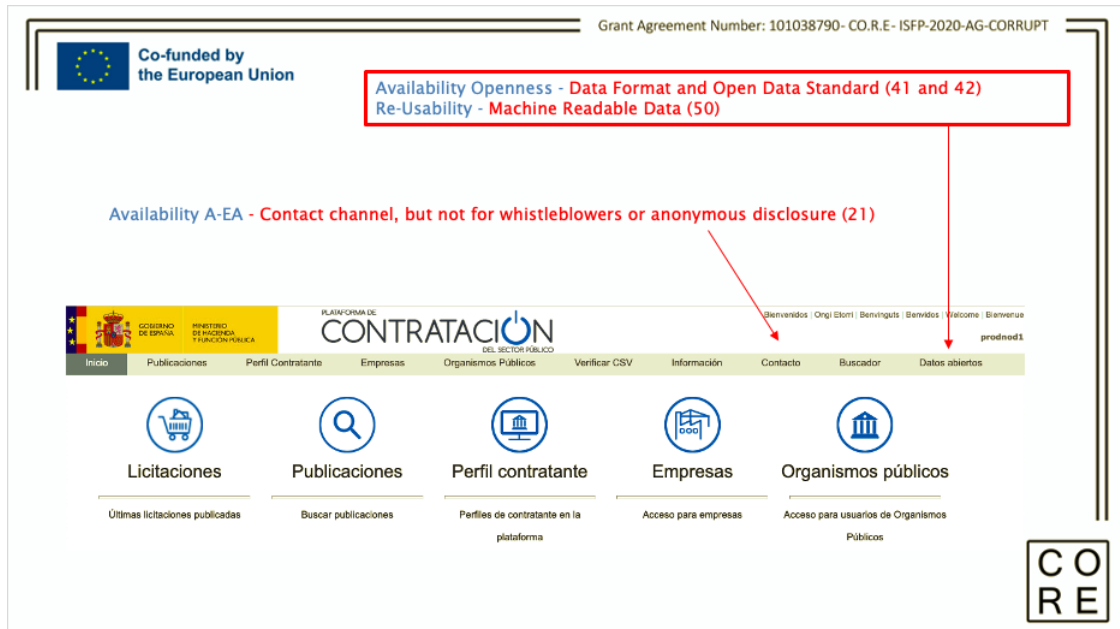 Grant Agreement Number: 101038790- CO.R.E- ISFP-2020-AG-CORRUPT
Co-funded by
the European Union
Availability Openness - Data Format and Open Data Standard (41 and 42)
Re-Usability - Machine Readable Data (50)
Availability A-EA - Contact channel, but not for whistleblowers or anonymous disclosure (21)
GOBIERNO
DE ESPAÑA
MINISTERIO
DE HACIENDA
Y FUNCIÓN PÚBLICA
PLATAFORMA DE
CONTRATACIÓN
DEL SECTOR PÚBLICO
Bienvenidos | Ongi Etorri | Benvinguts | Benvidos | Welcome | Bienvenue
prodnod1
Inicio Publicaciones Perfil Contratante Empresas Organismos Públicos Verificar CSV Información Contacto Buscador Datos abiertos
Licitaciones Publicaciones Perfil contratante Empresas Organismos públicos
Últimas licitaciones publicadas Buscar publicaciones Perfiles de contratante en la Acceso para empresas Acceso para usuarios de Organismos
plataforma Públicos
C O
R E